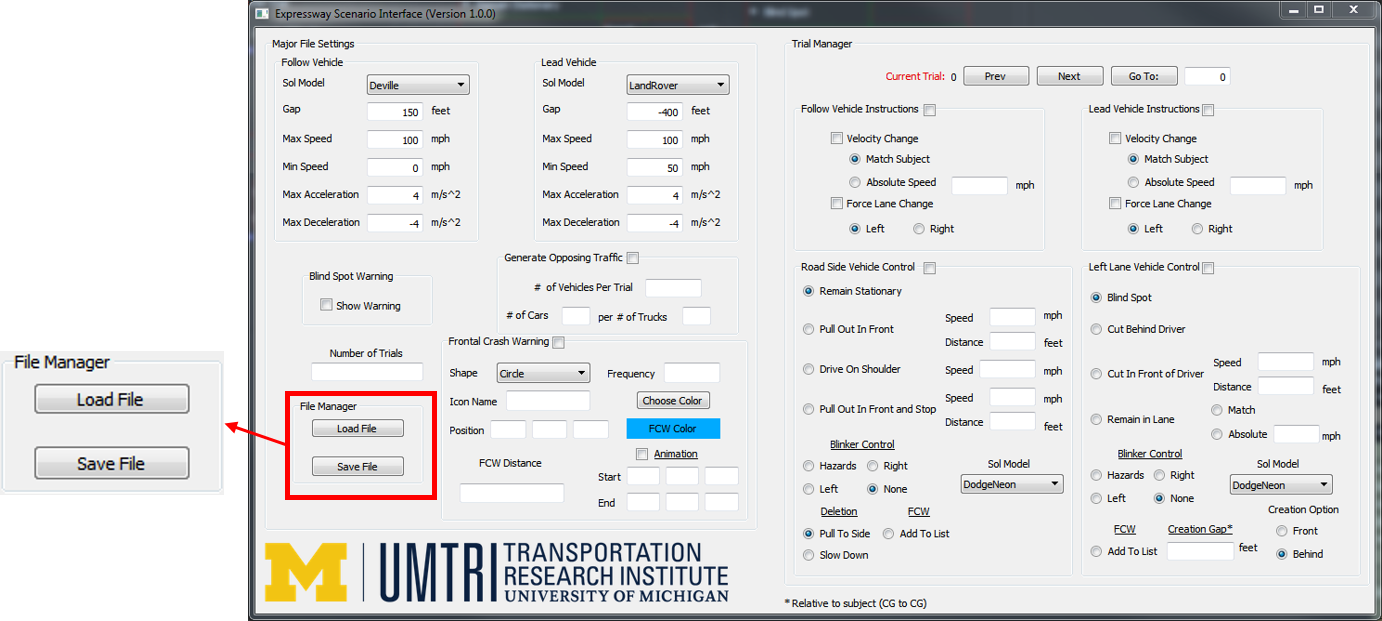 Expressway Scenario Interface (Version 1.0.0)
File Manager
Load File
Save File
Major File Settings
Follow Vehicle
Sol Model Deville
Gap 150 feet
Max Speed 100 mph
Min Speed 0 mph
Max Acceleration 4 m/s^2
Max Deceleration -4 m/s^2
Lead Vehicle
Sol Model LandRover
Gap -400 feet
Max Speed 100 mph
Min Speed 50 mph
Max Acceleration 4 m/s^2
Max Deceleration -4 m/s^2
Blind Spot Warning
Show Warning
Generate Opposing Traffic
# of Vehicles Per Trial
# of Cars per # of Trucks
Number of Trials
File Manager
Load File
Save File
Frontal Crash Warning
Shape Circle Frequency
Icon Name Choose Color
Position FCW Color
Animation
FCW Distance
Start
End
M UMTRI TRANSPORTATION
RESEARCH INSTITUTE
UNIVERSITY OF MICHIGAN
Trial Manager
Current Trial: 0 Prev Next Go To: 0
Follow Vehicle Instructions
Velocity Change
Match Subject
Absolute Speed mph
Force Lane Change
Left Right
Lead Vehicle Instructions
Velocity Change
Match Subject
Absolute Speed mph
Force Lane Change
Left Right
Road Side Vehicle Control
Remain Stationary
Pull Out In Front Speed mph
Distance feet
Drive On Shoulder Speed mph
Pull Out In Front and Stop Speed mph
Distance feet
Blinker Control
Hazards Right
Left None
Sol Model
DodgeNeon
Deletion FCW
Pull To Side Add To List
Slow Down
Left Lane Vehicle Control
Blind Spot
Cut Behind Driver
Cut In Front of Driver Speed mph
Distance feet
Remain in Lane Match
Absolute mph
Blinker Control
Hazards Right
Left None
Sol Model
DodgeNeon
Creation Option
Front
Behind
FCW Creation Gap*
Add To List feet
* Relative to subject (CG to CG)